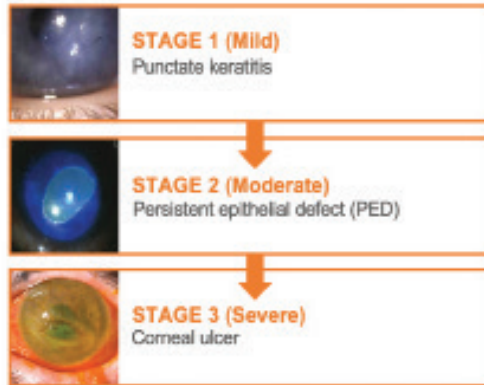 STAGE 1 (Mild)
Punctate keratitis
STAGE 2 (Moderate)
Persistent epithelial defect (PED)
STAGE 3 (Severe)
Corneal ulcer